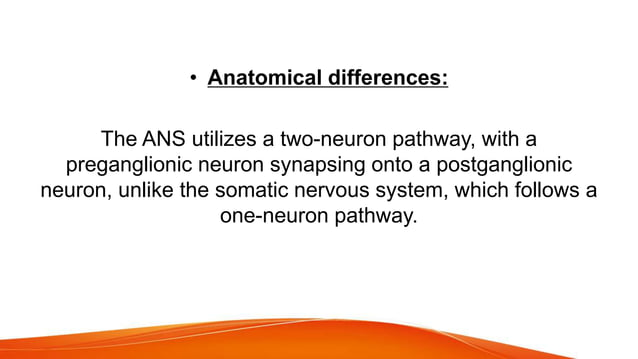 • Anatomical differences:
The ANS utilizes a two-neuron pathway, with a
preganglionic neuron synapsing onto a postganglionic
neuron, unlike the somatic nervous system, which follows a
one-neuron pathway.